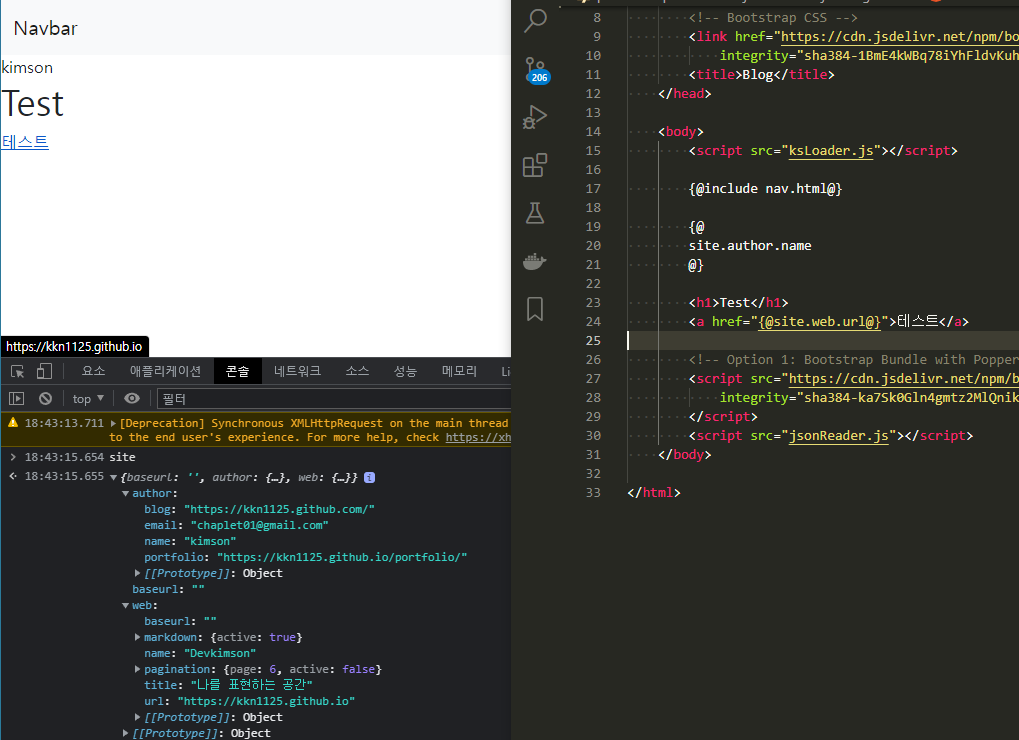 Navbar
kimson
Test
테스트
https://kkn1125.github.io
요소 애플리케이션 콘솔 네트워크 소스 성능 메모리 Li
top ▼ 필터
18:43:13.711 ▸[Deprecation] Synchronous XMLHttpRequest on the main thread
to the end user's experience. For more help, check https://xh
> 18:43:15.654 site
18:43:15.655 ▼{baseurl: '', author: {…}, web: {…}} i
▼author:
blog: "https://kkn1125.github.com/"
email: "chaplet01@gmail.com"
name: "kimson"
portfolio: "https://kkn1125.github.io/portfolio/"
▸[[Prototype]]: Object
baseurl: ""
▼web:
baseurl: ""
▸markdown: {active: true}
name: "Devkimson"
▸pagination: {page: 6, active: false}
title: "나를 표현하는 공간"
url: "https://kkn1125.github.io"
▸[[Prototype]]: Object
▸[[Prototype]]: Object
206
8 <!-- Bootstrap CSS -->
9 <link href="https://cdn.jsdelivr.net/npm/bo
10 integrity="sha384-1BmE4kWBq78iYhFldvKuh
11 <title>Blog</title>
12 </head>
13
14 <body>
15 <script src="ksLoader.js"></script>
16
17 {@include nav.html@}
18
19 {@
20 site.author.name
21 @}
22
23 <h1>Test</h1>
24 <a href="{@site.web.url@}">테스트</a>
25
26 <!-- Option 1: Bootstrap Bundle with Popper
27 <script src="https://cdn.jsdelivr.net/npm/b
28 integrity="sha384-ka7Sk0Gln4gmtz2MlQnik
29 </script>
30 <script src="jsonReader.js"></script>
31 </body>
32
33 </html>